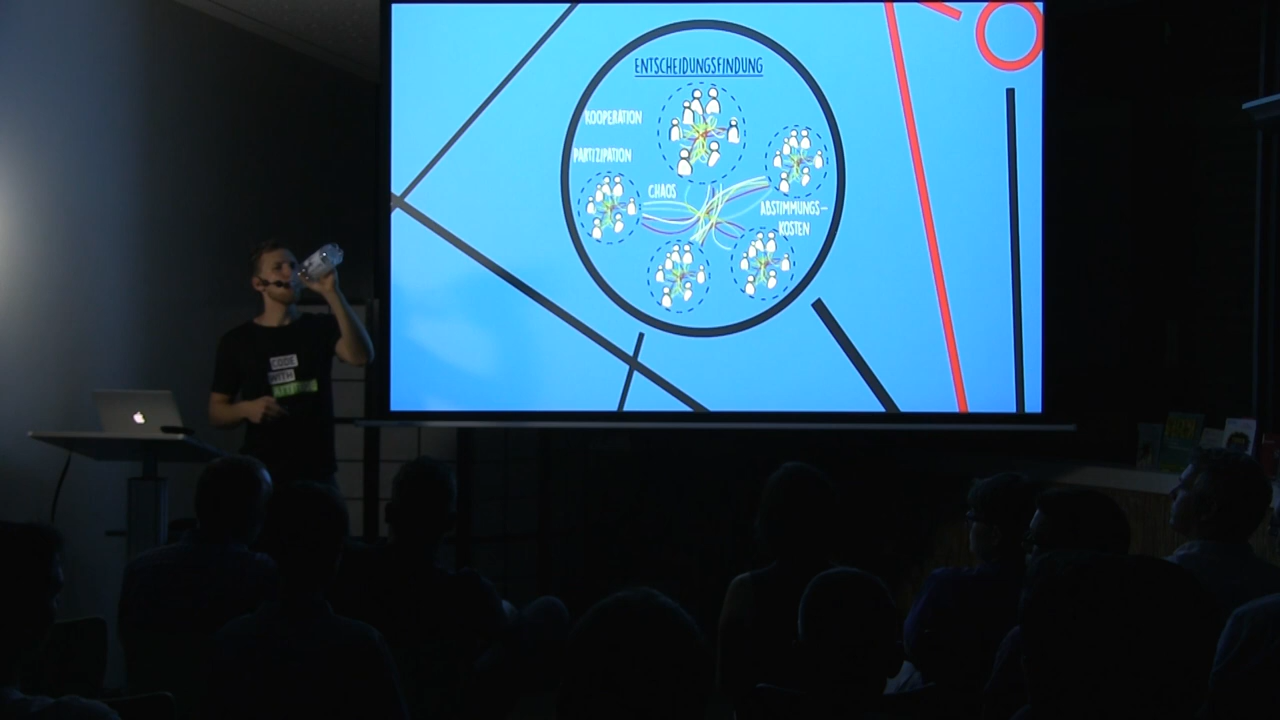 ENTSCHEIDUNGSFINDUNG
KOOPERATION
PARTIZIPATION
CHAOS
ABSTIMMUNGS-
KOSTEN
CODE
WITH